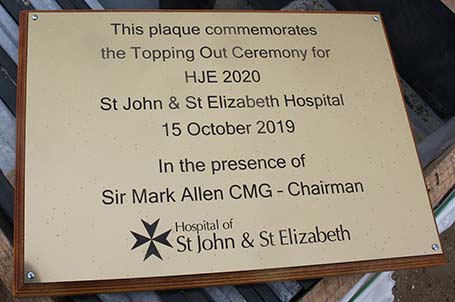 This plaque commemorates
the Topping Out Ceremony for
HJE 2020
St John & St Elizabeth Hospital
15 October 2019
In the presence of
Sir Mark Allen CMG - Chairman
Hospital of
St John & St Elizabeth